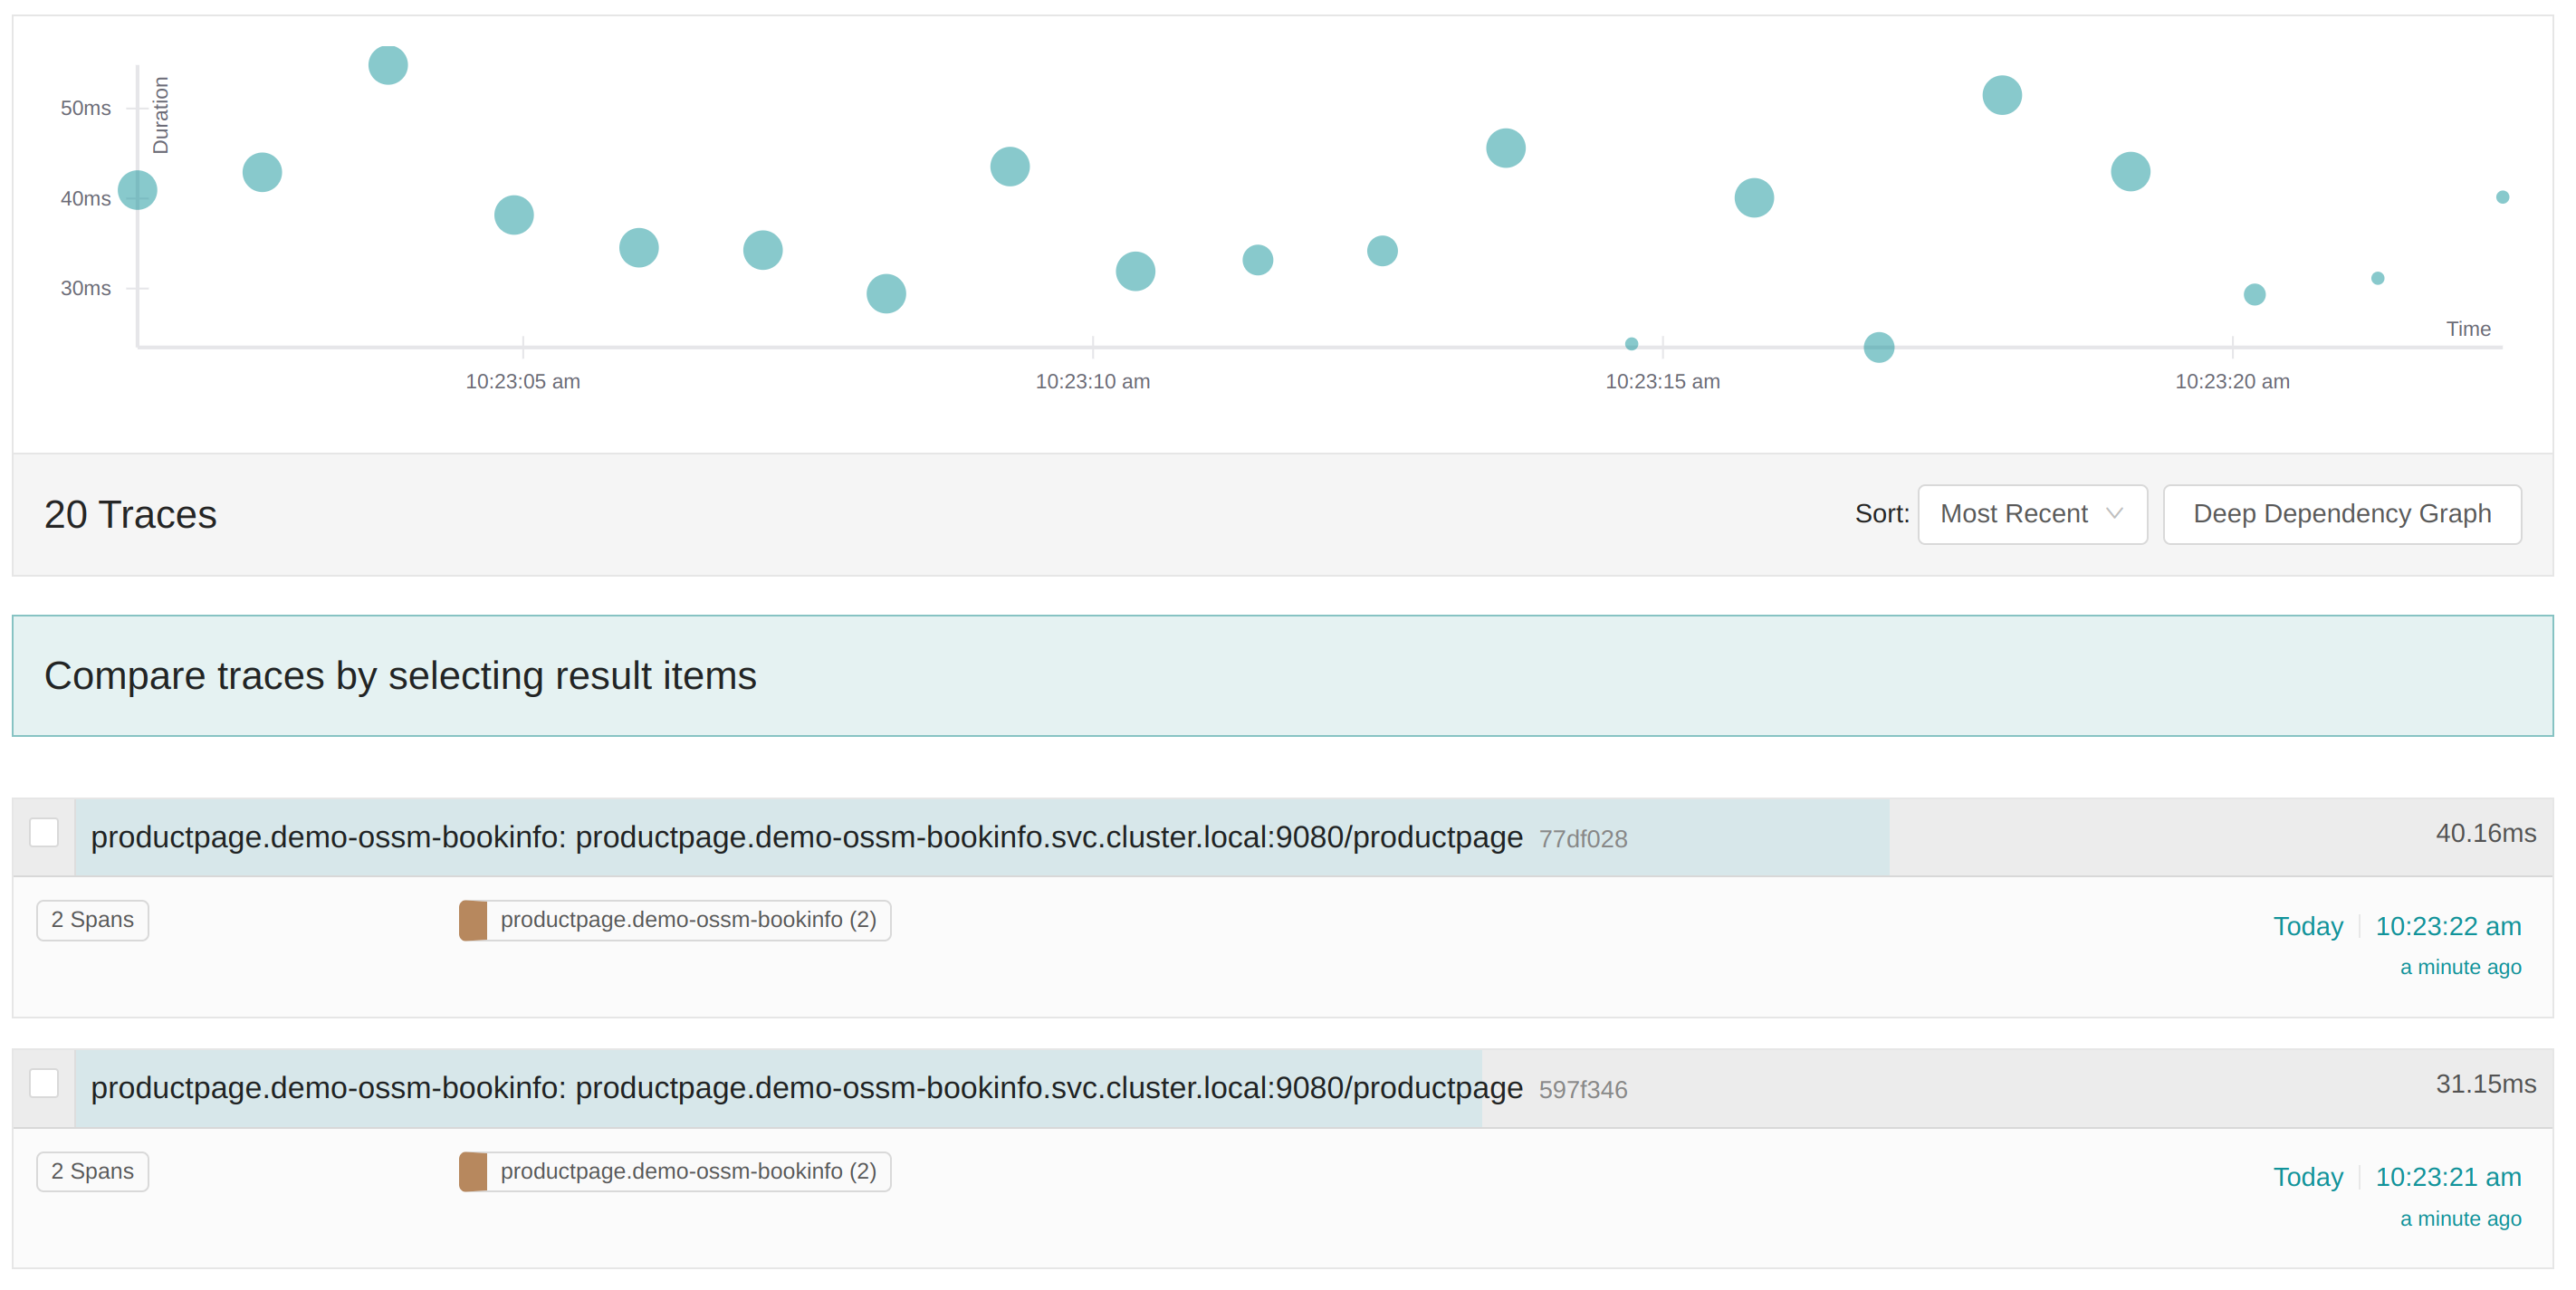 Duration
50ms
40ms
30ms
Time
10:23:05 am
10:23:10 am
10:23:15 am
10:23:20 am
20 Traces
Sort: Most Recent
Deep Dependency Graph
Compare traces by selecting result items
productpage.demo-ossm-bookinfo: productpage.demo-ossm-bookinfo.svc.cluster.local:9080/productpage 77df028
40.16ms
2 Spans
productpage.demo-ossm-bookinfo (2)
Today
10:23:22 am
a minute ago
productpage.demo-ossm-bookinfo: productpage.demo-ossm-bookinfo.svc.cluster.local:9080/productpage 597f346
31.15ms
2 Spans
productpage.demo-ossm-bookinfo (2)
Today
10:23:21 am
a minute ago